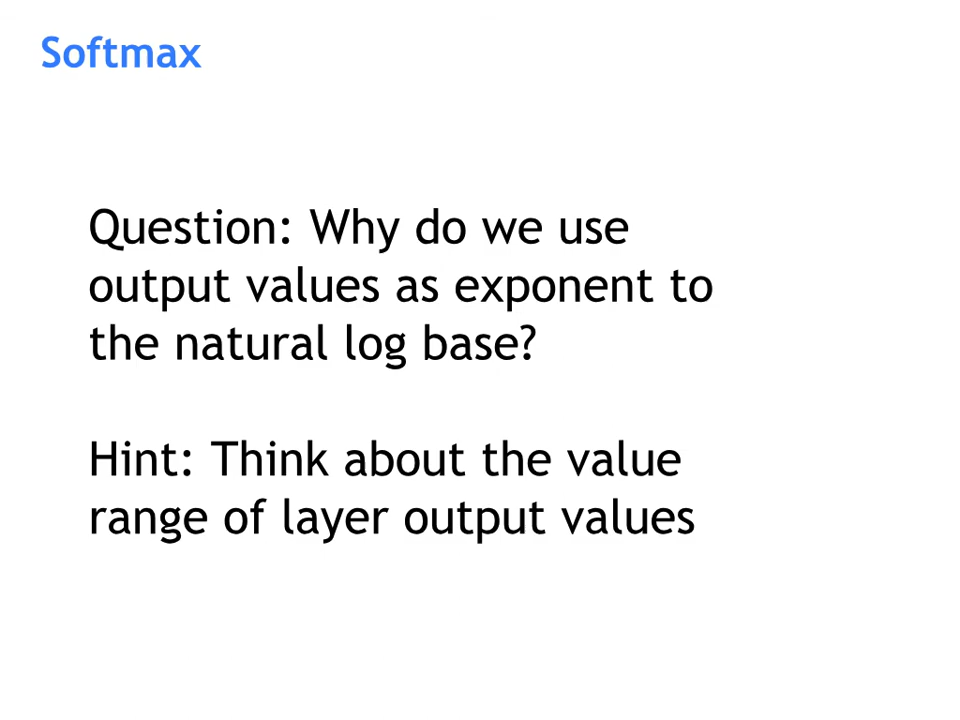 Softmax
Question: Why do we use
output values as exponent to
the natural log base?
Hint: Think about the value
range of layer output values